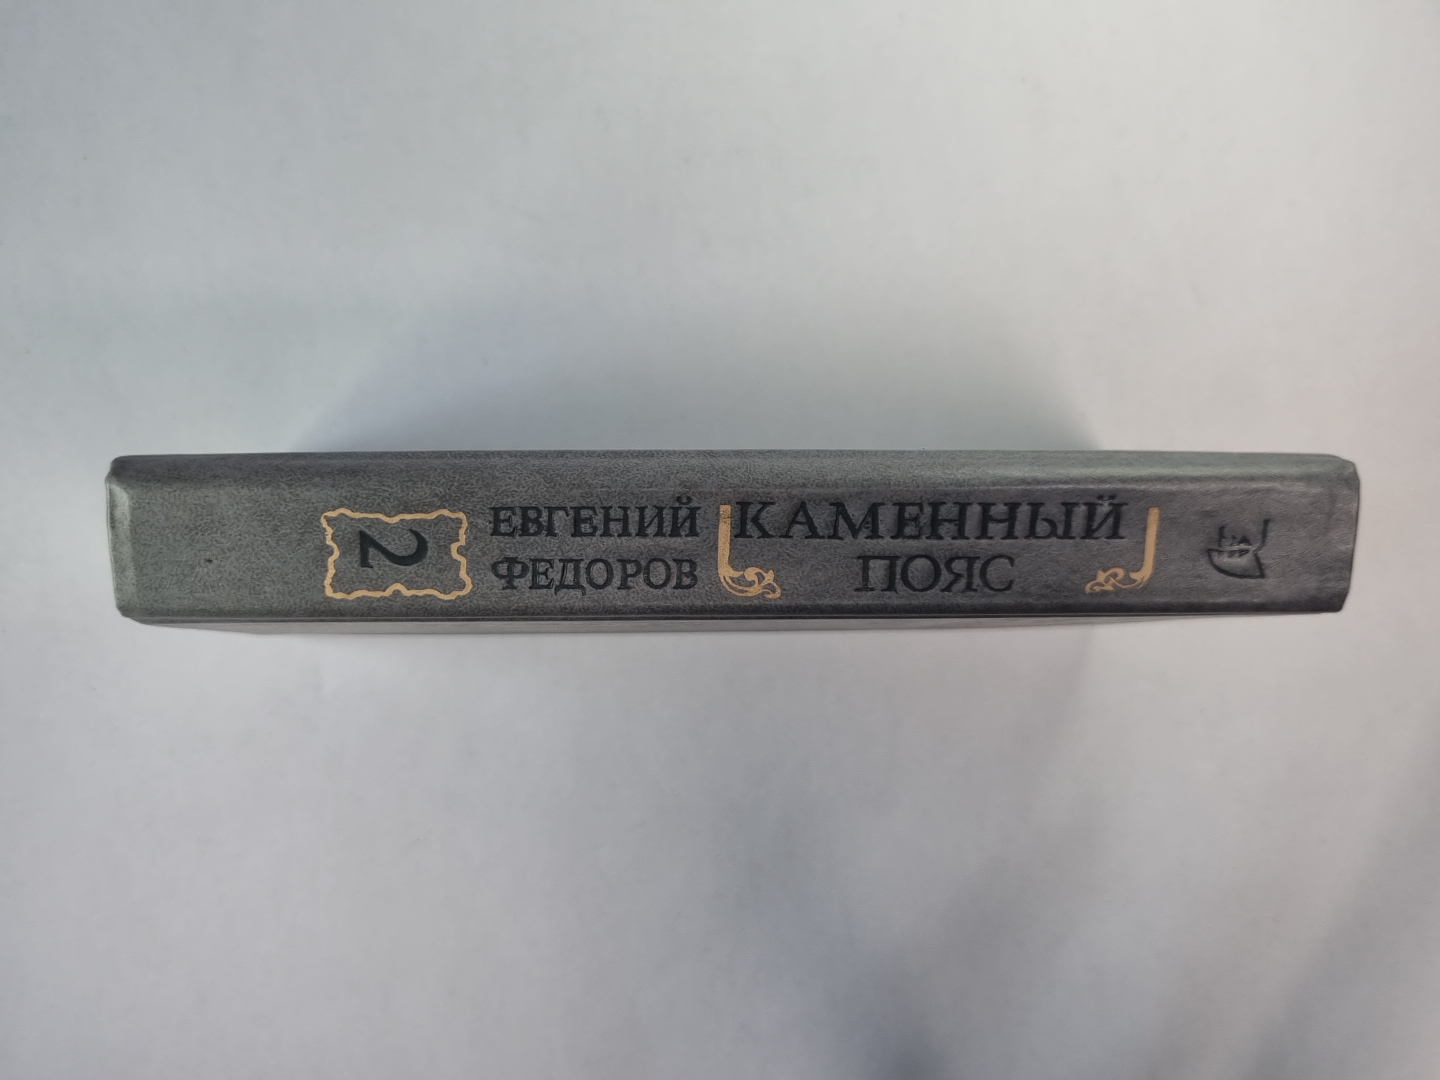 2
ЕВГЕНИЙ
ФЕДОРОВ
КАМЕННЫЙ
ПОЯС